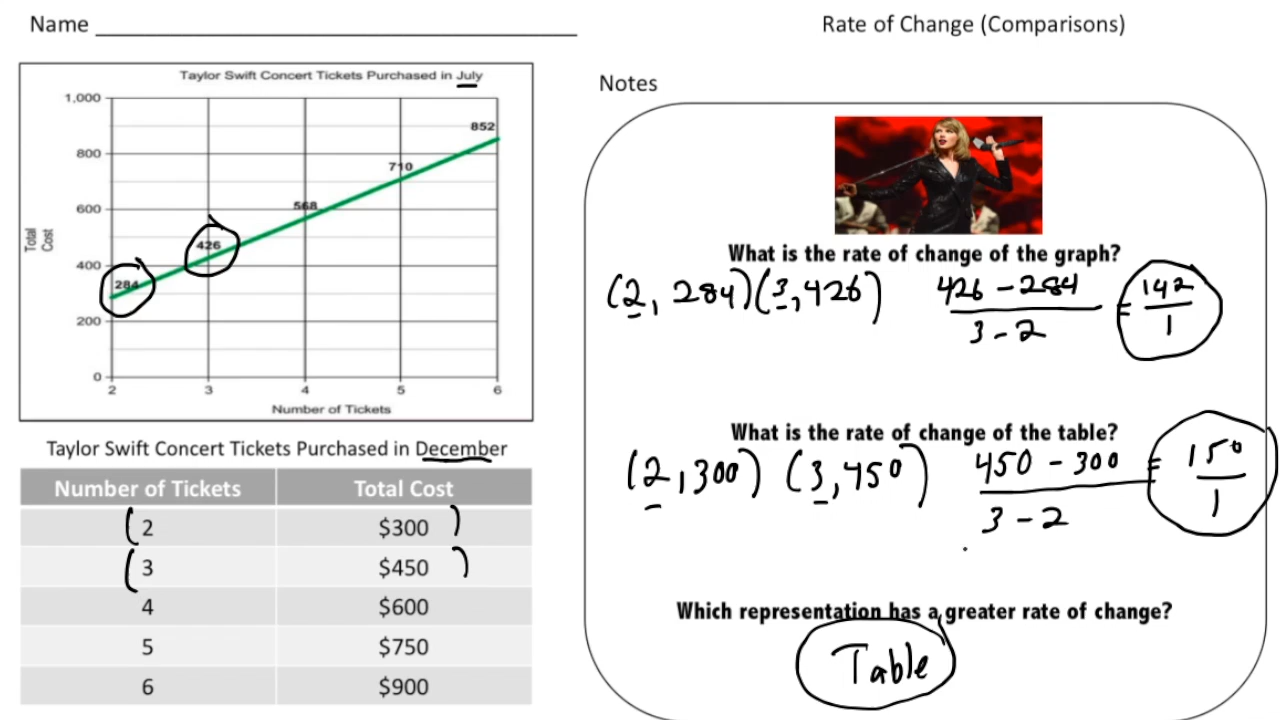 Name
Rate of Change (Comparisons)
Taylor Swift Concert Tickets Purchased in July
Notes
1,000
800
600
400
200
0
Total
Cost
284
426
568
710
852
2 3 4 5 6
Number of Tickets
What is the rate of change of the graph?
(2, 284)(3,426) 426 - 284
3 - 2
= 142
1
Taylor Swift Concert Tickets Purchased in December
Number of Tickets Total Cost
(2 $300 )
(3 $450 )
4 $600
5 $750
6 $900
What is the rate of change of the table?
(2,300) (3,450) 450 - 300
3 - 2
= 150
1
Which representation has a greater rate of change?
Table